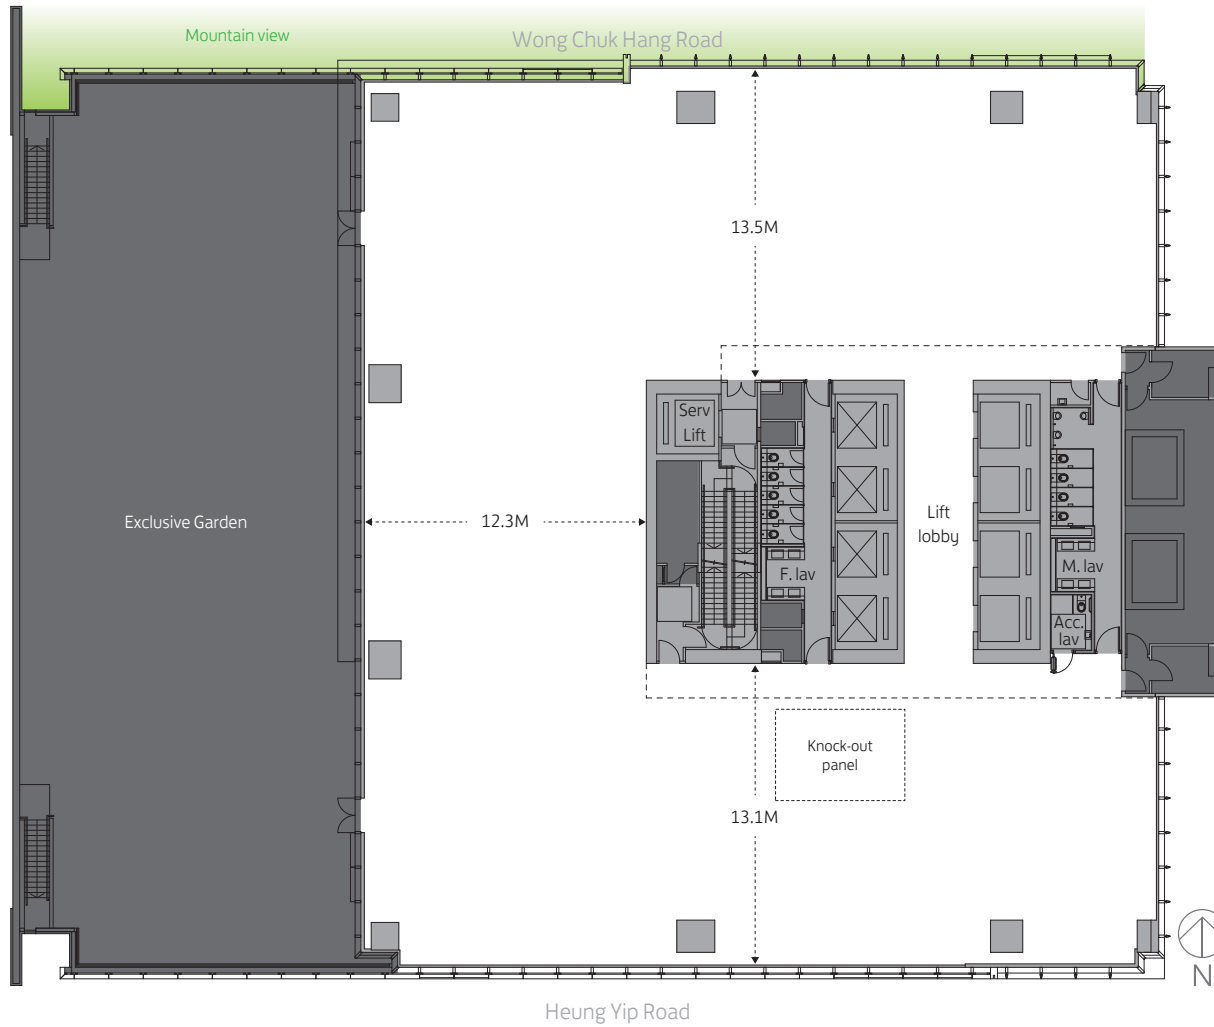 Mountain view
Wong Chuk Hang Road
13.5M
Serv
Lift
Exclusive Garden
12.3M
Lift
lobby
F. lav
M. lav
Acc.
lav
Knock-out
panel
13.1M
N
Heung Yip Road